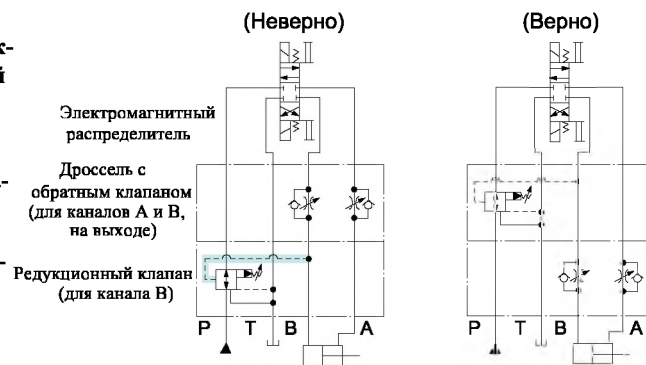 (Неверно)
(Верно)
к-
й
Электромагнитный
распределитель
Дроссель с
обратным клапаном
(для каналов А и В,
на выходе)
Редукционный клапан
(для канала В)
P T B A
P T B A